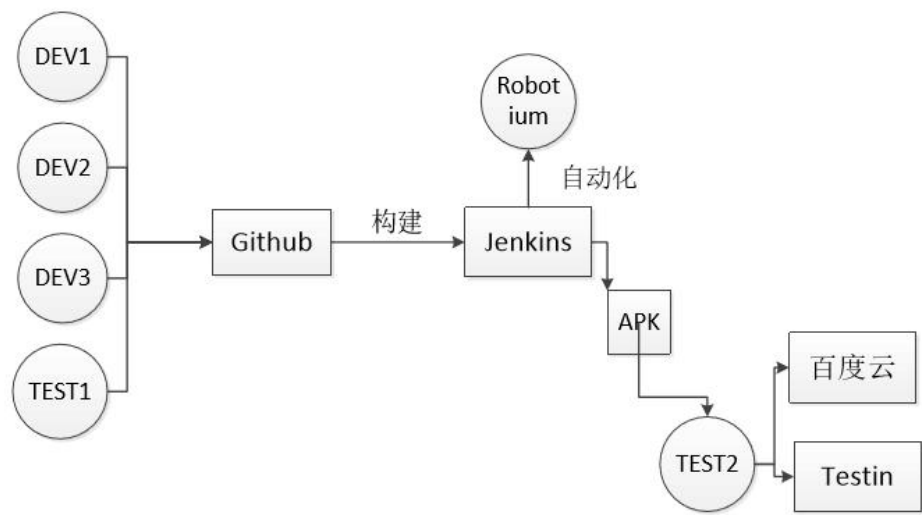 DEV1
DEV2
DEV3
TEST1
Github
构建
Robot
ium
自动化
Jenkins
APK
TEST2
百度云
Testin